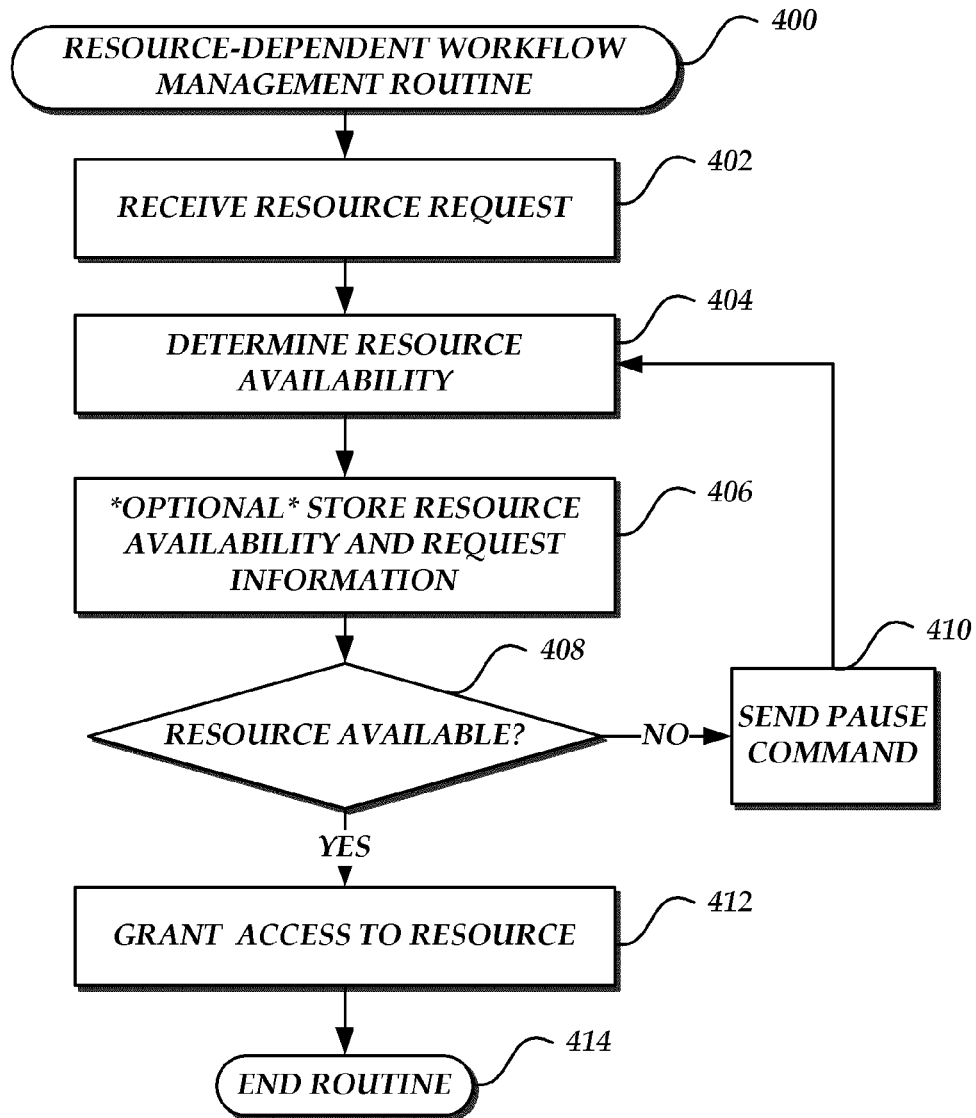 400
RESOURCE-DEPENDENT WORKFLOW
MANAGEMENT ROUTINE
402
RECEIVE RESOURCE REQUEST
404
DETERMINE RESOURCE
AVAILABILITY
406
*OPTIONAL* STORE RESOURCE
AVAILABILITY AND REQUEST
INFORMATION
408
RESOURCE AVAILABLE?
NO
410
SEND PAUSE
COMMAND
YES
412
GRANT ACCESS TO RESOURCE
414
END ROUTINE